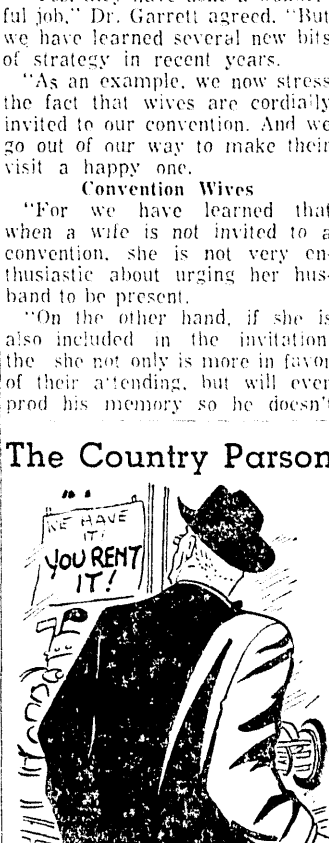 ful job," Dr. Garrett agreed. "But
we have learned several new bits
of strategy in recent years.
"As an example, we now stress
the fact that wives are cordially
invited to our convention. And we
go out of our way to make their
visit a happy one.
Convention Wives
"For we have learned that
when a wife is not invited to a
convention, she is not very en-
thusiastic about urging her hus-
band to be present.
"On the other hand, if she is
also included in the invitation
the she not only is more in favor
of their attending, but will even
prod his memory so he doesn't
The Country Parson
WE HAVE
IT!
YOU RENT
IT!